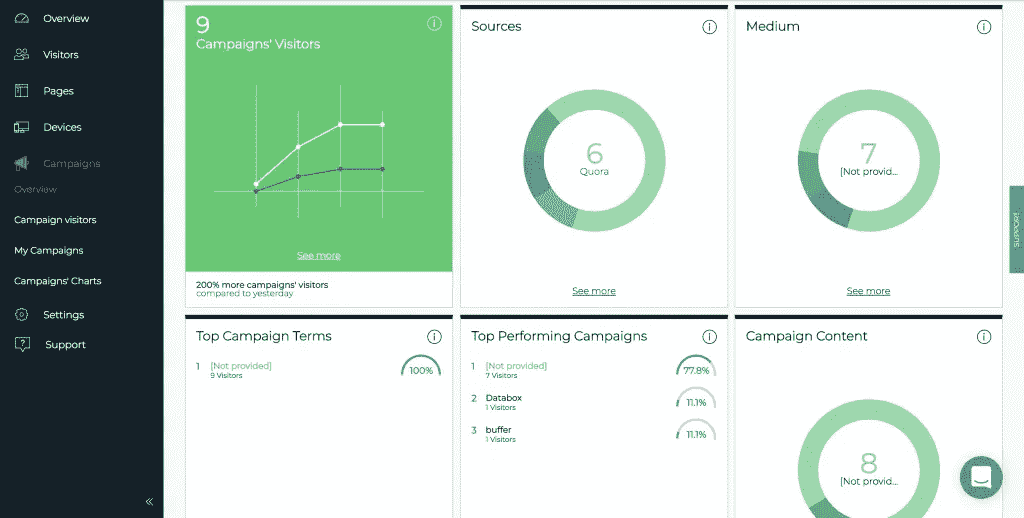 Overview
Visitors
Pages
Devices
Campaigns
Overview
Campaign visitors
My Campaigns
Campaigns' Charts
Settings
Support
9
Campaigns' Visitors
See more
200% more campaigns' visitors
compared to yesterday
Sources
6
Quora
See more
Medium
7
[Not provid...
See more
Top Campaign Terms
1 [Not provided]
9 Visitors
100%
Top Performing Campaigns
1 [Not provided]
7 Visitors
77.8%
2 Databox
1 Visitors
11.1%
3 buffer
1 Visitors
11.1%
Campaign Content
8
[Not provid...
SUPPORT